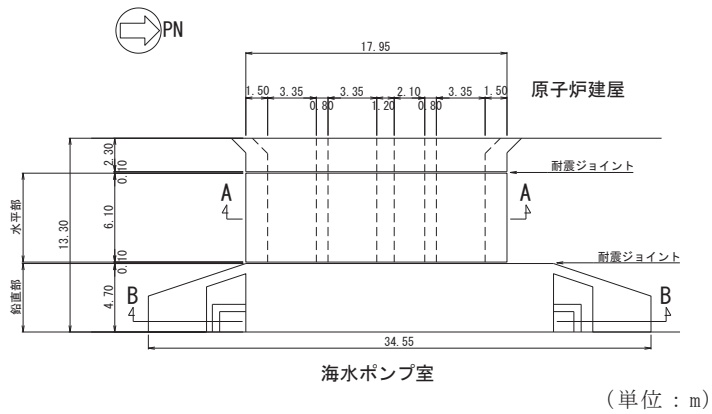 PN
17.95
1.50
3.35
3.35
2.10
3.35
1.50
0.80
1.20
0.80
原子炉建屋
2.30
0.10
耐震ジョイント
A
A
水平部
13.30
6.10
0.10
耐震ジョイント
鉛直部
4.70
B
B
34.55
海水ポンプ室
(単位：m)